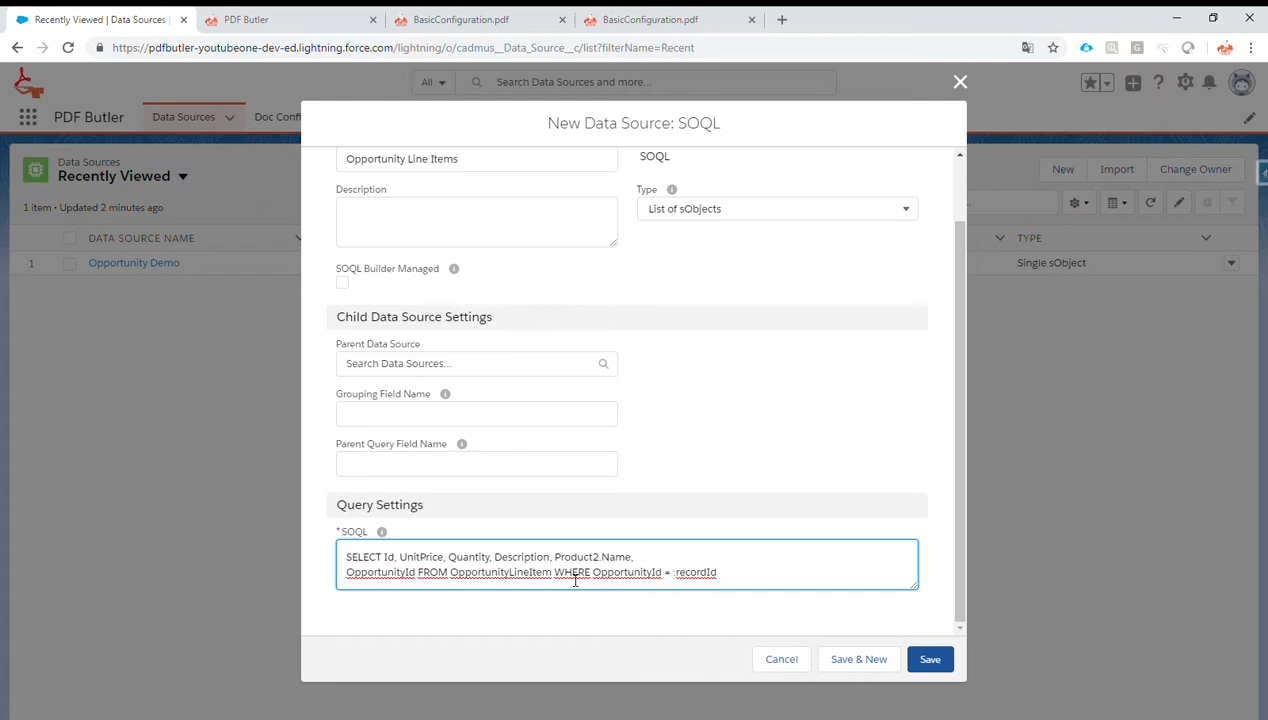 Recently Viewed | Data Sources |
PDF Butler
BasicConfiguration.pdf
BasicConfiguration.pdf
https://pdfbutler-youtubeone-dev-ed.lightning.force.com/lightning/o/cadmus__Data_Source__c/list?filterName=Recent
All
Search Data Sources and more...
PDF Butler
Data Sources
Doc Confi
New Data Source: SOQL
Data Sources
Recently Viewed
New
Import
Change Owner
1 item • Updated 2 minutes ago
DATA SOURCE NAME
TYPE
1
Opportunity Demo
Single sObject
Opportunity Line Items
SOQL
Description
Type
List of sObjects
SOQL Builder Managed
Child Data Source Settings
Parent Data Source
Search Data Sources...
Grouping Field Name
Parent Query Field Name
Query Settings
*SOQL
SELECT Id, UnitPrice, Quantity, Description, Product2.Name,
OpportunityId FROM OpportunityLineItem WHERE OpportunityId = :recordId
Cancel
Save & New
Save